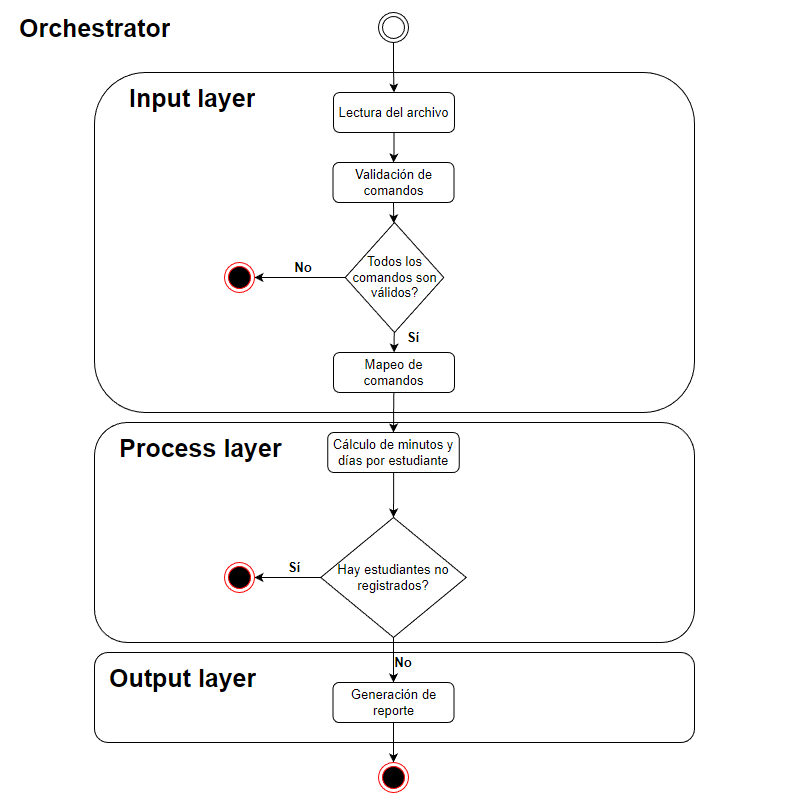 Orchestrator
Input layer
Lectura del archivo
Validación de
comandos
Todos los
comandos son
válidos?
No
Sí
Mapeo de
comandos
Process layer
Cálculo de minutos y
días por estudiante
Hay estudiantes no
registrados?
Sí
No
Output layer
Generación de
reporte